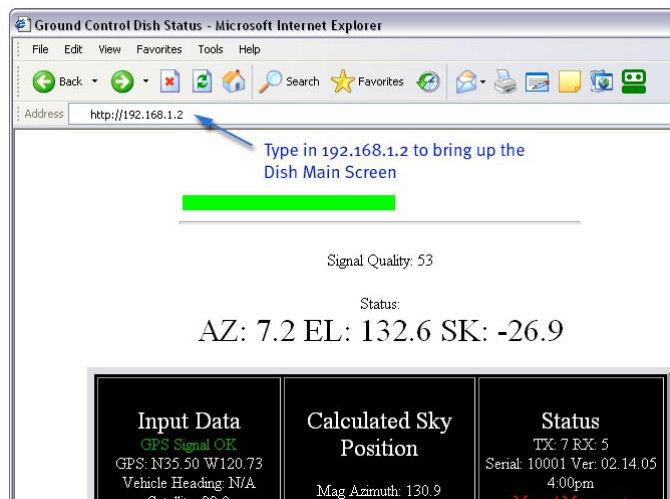 Ground Control Dish Status - Microsoft Internet Explorer
File Edit View Favorites Tools Help
Back Search Favorites
Address http://192.168.1.2
Type in 192.168.1.2 to bring up the
Dish Main Screen
Signal Quality: 53
Status:
AZ: 7.2 EL: 132.6 SK: -26.9
Input Data
GPS Signal OK
GPS: N35.50 W120.73
Vehicle Heading: N/A
Calculated Sky
Position
Mag Azimuth: 130.9
Status
TX: 7 RX: 5
Serial: 10001 Ver: 02.14.05
4:00pm